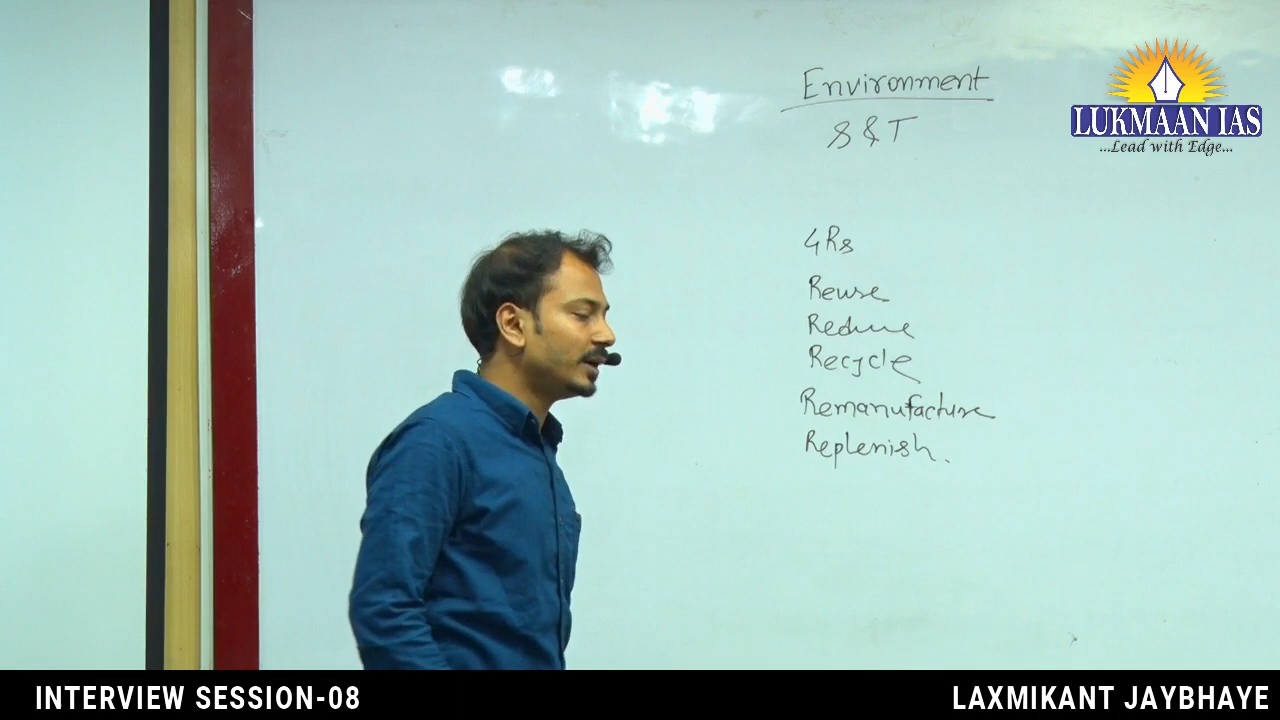 Environment
S & T
LUKMAAN IAS
...Lead with Edge...
4Rs
Reuse
Reduce
Recycle
Remanufacture
Replenish.
INTERVIEW SESSION-08
LAXMIKANT JAYBHAYE